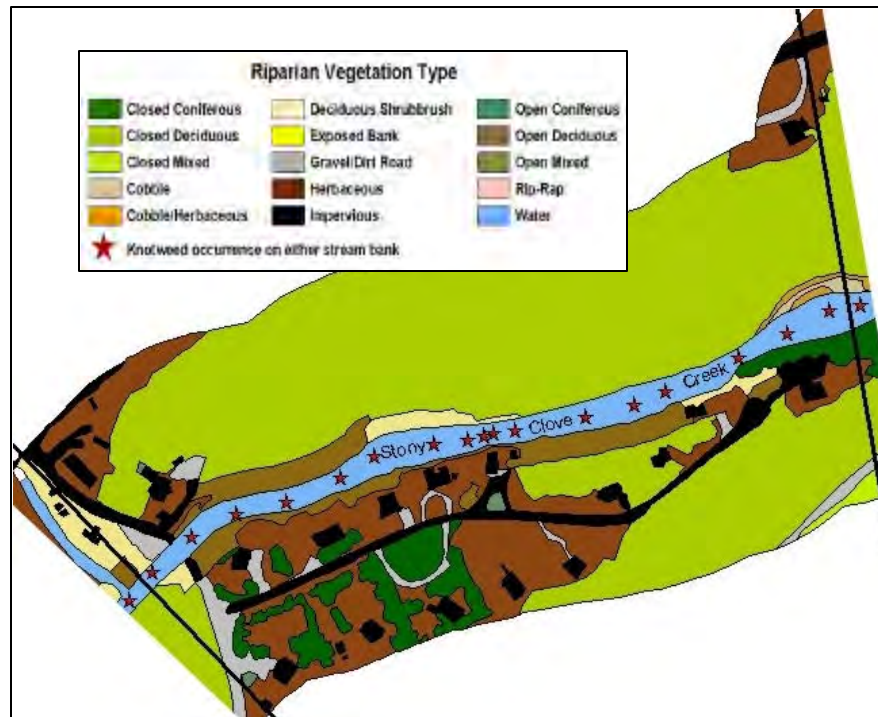 Riparian Vegetation Type
Closed Coniferous
Closed Deciduous
Closed Mixed
Cobble
Cobble/Herbaceous
Deciduous Shrubbrush
Exposed Bank
Gravel/Dirt Road
Herbaceous
Impervious
Open Coniferous
Open Deciduous
Open Mixed
Rip-Rap
Water
Knotweed occurrence on either stream bank
Stony Clove Creek